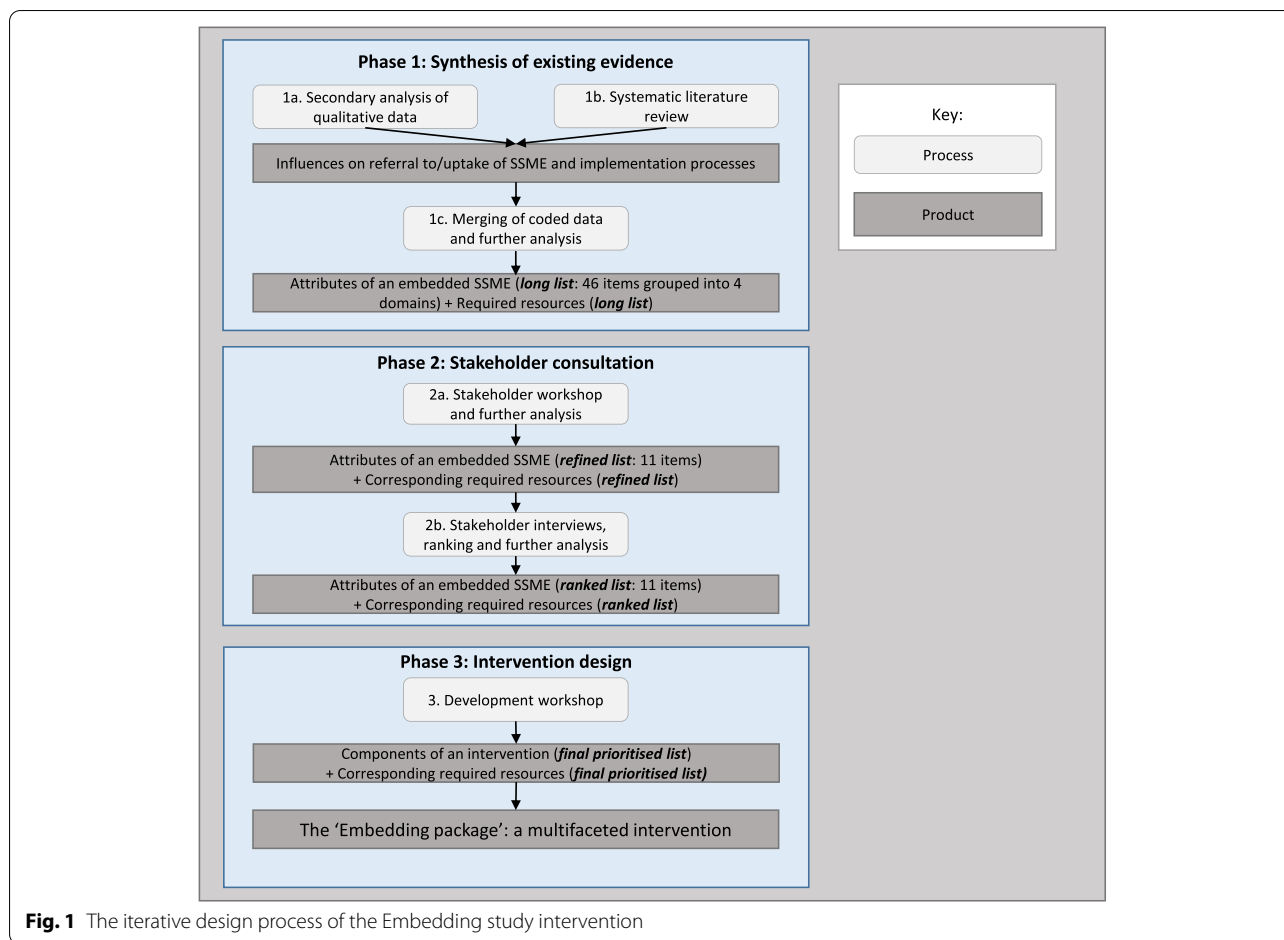 Phase 1: Synthesis of existing evidence
1a. Secondary analysis of
qualitative data
1b. Systematic literature
review
Influences on referral to/uptake of SSME and implementation processes
1c. Merging of coded data
and further analysis
Attributes of an embedded SSME (long list: 46 items grouped into 4
domains) + Required resources (long list)
Phase 2: Stakeholder consultation
2a. Stakeholder workshop
and further analysis
Attributes of an embedded SSME (refined list: 11 items)
+ Corresponding required resources (refined list)
2b. Stakeholder interviews,
ranking and further analysis
Attributes of an embedded SSME (ranked list: 11 items)
+ Corresponding required resources (ranked list)
Phase 3: Intervention design
3. Development workshop
Components of an intervention (final prioritised list)
+ Corresponding required resources (final prioritised list)
The ‘Embedding package’: a multifaceted intervention
Key:
Process
Product
Fig. 1 The iterative design process of the Embedding study intervention